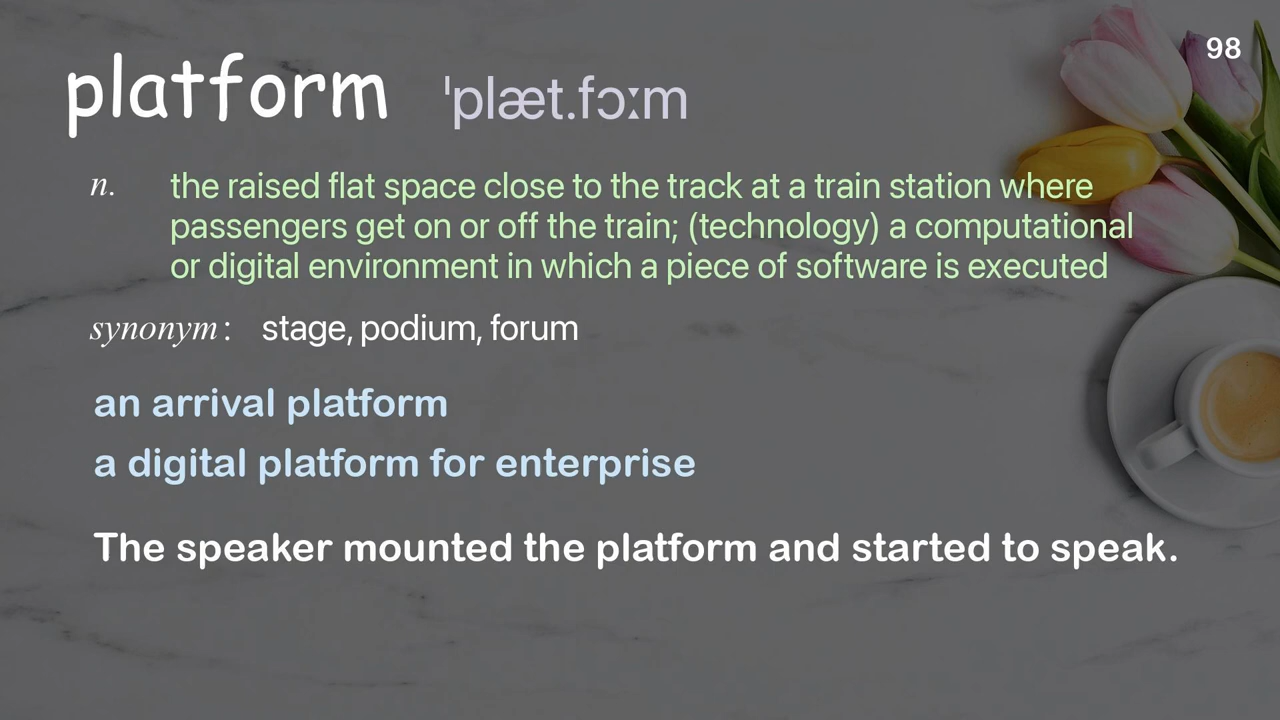 98
platform ˈplæt.fɔːm
n. the raised flat space close to the track at a train station where
passengers get on or off the train; (technology) a computational
or digital environment in which a piece of software is executed
synonym: stage, podium, forum
an arrival platform
a digital platform for enterprise
The speaker mounted the platform and started to speak.